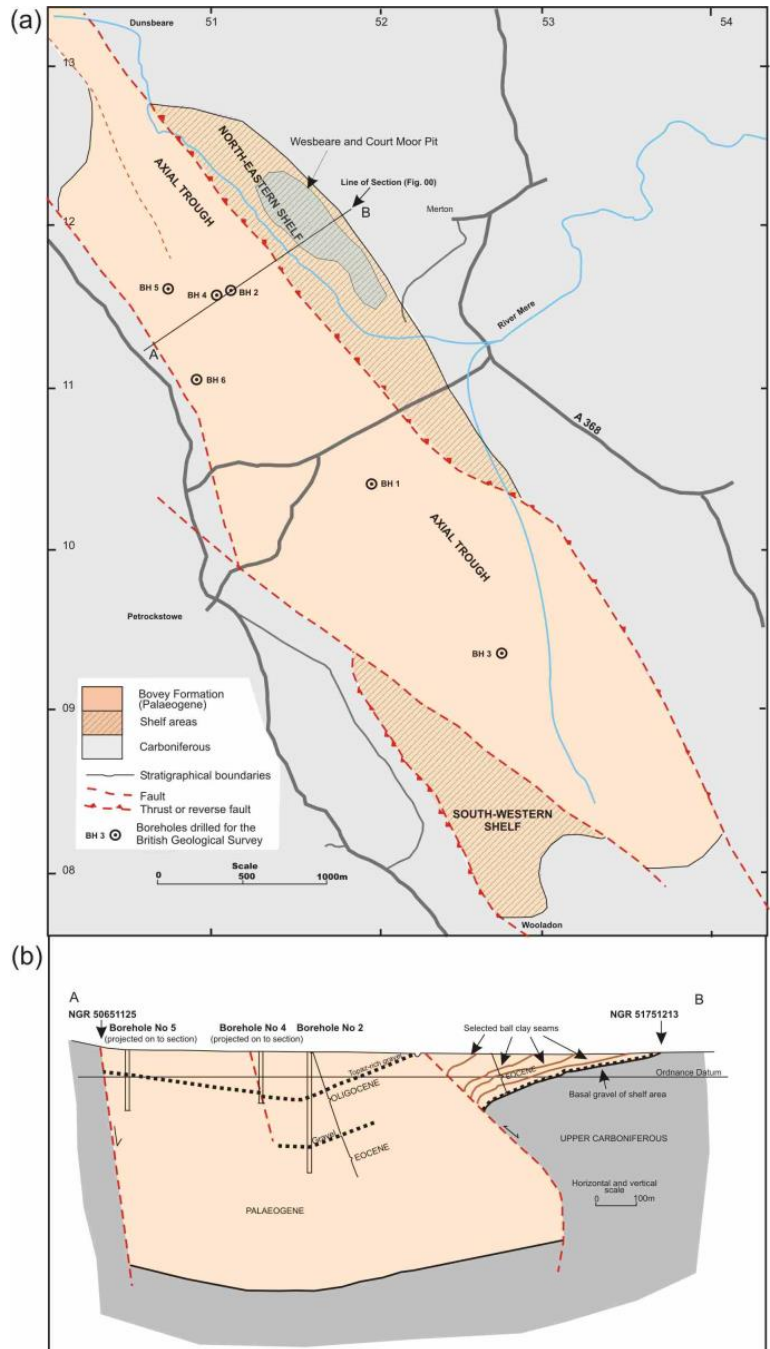 (a)
51
52
53
54
Dunsbeare
13
NORTH-EASTERN
SHELF
Wesbeare and Court Moor Pit
AXIAL TROUGH
Line of Section (Fig. 00)
B
Merton
12
BH 5
BH 4
BH 2
River Mere
A
11
BH 6
A 368
BH 1
10
AXIAL TROUGH
Petrockstowe
BH 3
Bovey Formation
(Palaeogene)
Shelf areas
Carboniferous
09
Stratigraphical boundaries
Fault
Thrust or reverse fault
BH 3
Boreholes drilled for the
British Geological Survey
SOUTH-WESTERN
SHELF
08
Scale
0 500 1000m
Wooladon
(b)
A
B
NGR 50651125
NGR 51751213
Borehole No 5
(projected on to section)
Borehole No 4
(projected on to section)
Borehole No 2
Selected ball clay seams
Topaz-rich gravel
EOCENE
Ordnance Datum
OLIGOCENE
Basal gravel of shelf area
Gravel
EOCENE
UPPER CARBONIFEROUS
Horizontal and vertical
scale
0 100m
PALAEOGENE